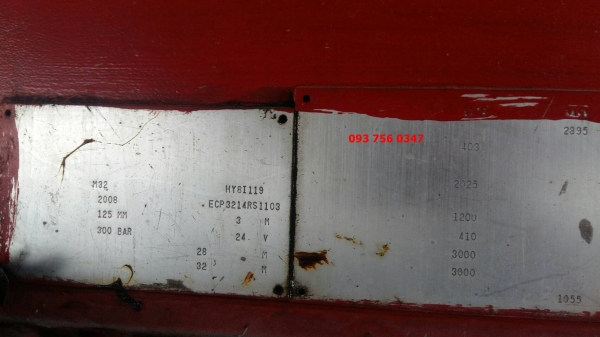 M32
2008
125 MM
300 BAR
HY8I119
ECP3214RS1103
3 M
24 V
28 M
32 M
093 756 0347
2395
403
2025
1200
410
3000
3000
1055